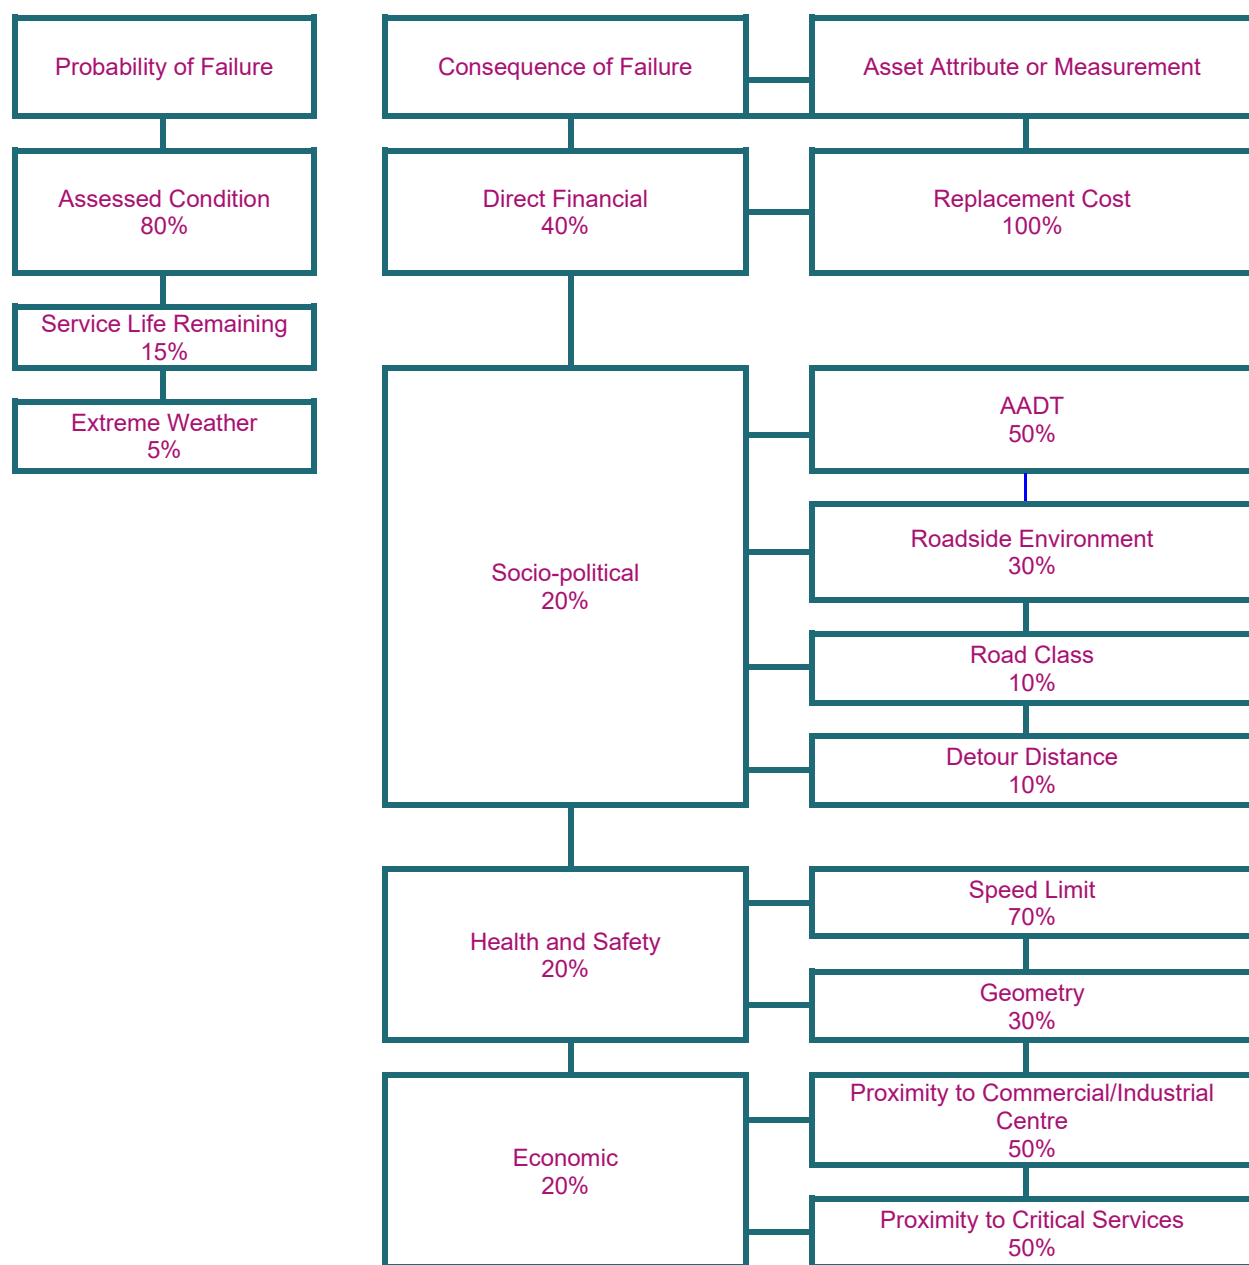 Probability of Failure
Consequence of Failure
Asset Attribute or Measurement
Assessed Condition
80%
Direct Financial
40%
Replacement Cost
100%
Service Life Remaining
15%
Extreme Weather
5%
Socio-political
20%
AADT
50%
Roadside Environment
30%
Road Class
10%
Detour Distance
10%
Health and Safety
20%
Speed Limit
70%
Geometry
30%
Economic
20%
Proximity to Commercial/Industrial
Centre
50%
Proximity to Critical Services
50%